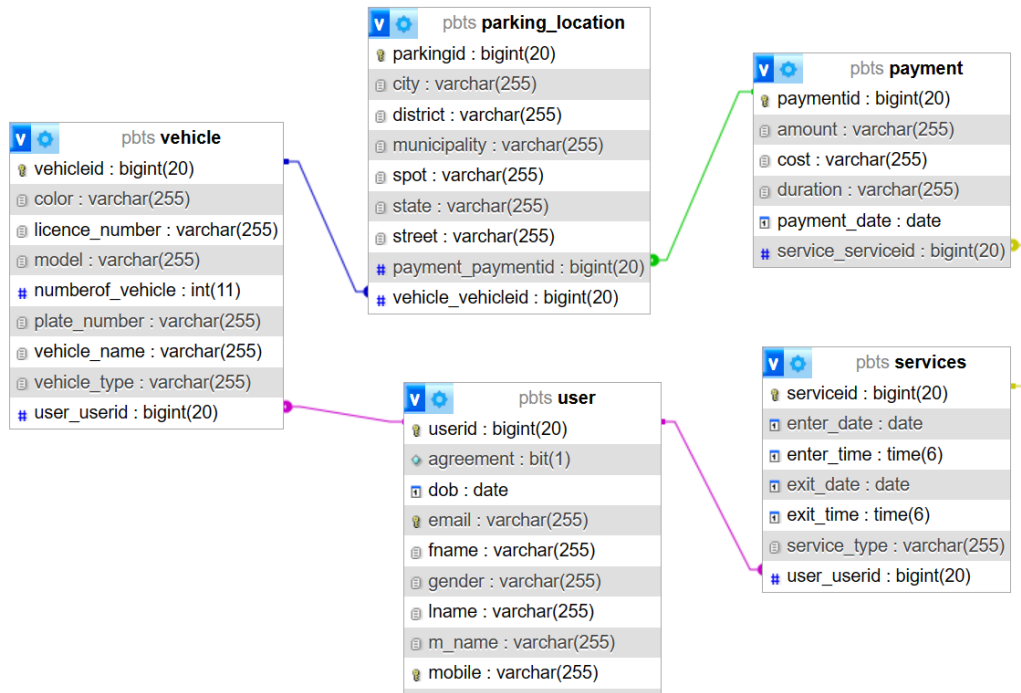 pbts parking_location
parkingid : bigint(20)
city : varchar(255)
district : varchar(255)
municipality : varchar(255)
spot : varchar(255)
state : varchar(255)
street : varchar(255)
payment_paymentid : bigint(20)
vehicle_vehicleid : bigint(20)
pbts payment
paymentid : bigint(20)
amount : varchar(255)
cost : varchar(255)
duration : varchar(255)
payment_date : date
service_serviceid : bigint(20)
pbts vehicle
vehicleid : bigint(20)
color : varchar(255)
licence_number : varchar(255)
model : varchar(255)
numberof_vehicle : int(11)
plate_number : varchar(255)
vehicle_name : varchar(255)
vehicle_type : varchar(255)
user_userid : bigint(20)
pbts user
userid : bigint(20)
agreement : bit(1)
dob : date
email : varchar(255)
fname : varchar(255)
gender : varchar(255)
lname : varchar(255)
m_name : varchar(255)
mobile : varchar(255)
pbts services
serviceid : bigint(20)
enter_date : date
enter_time : time(6)
exit_date : date
exit_time : time(6)
service_type : varchar(255)
user_userid : bigint(20)